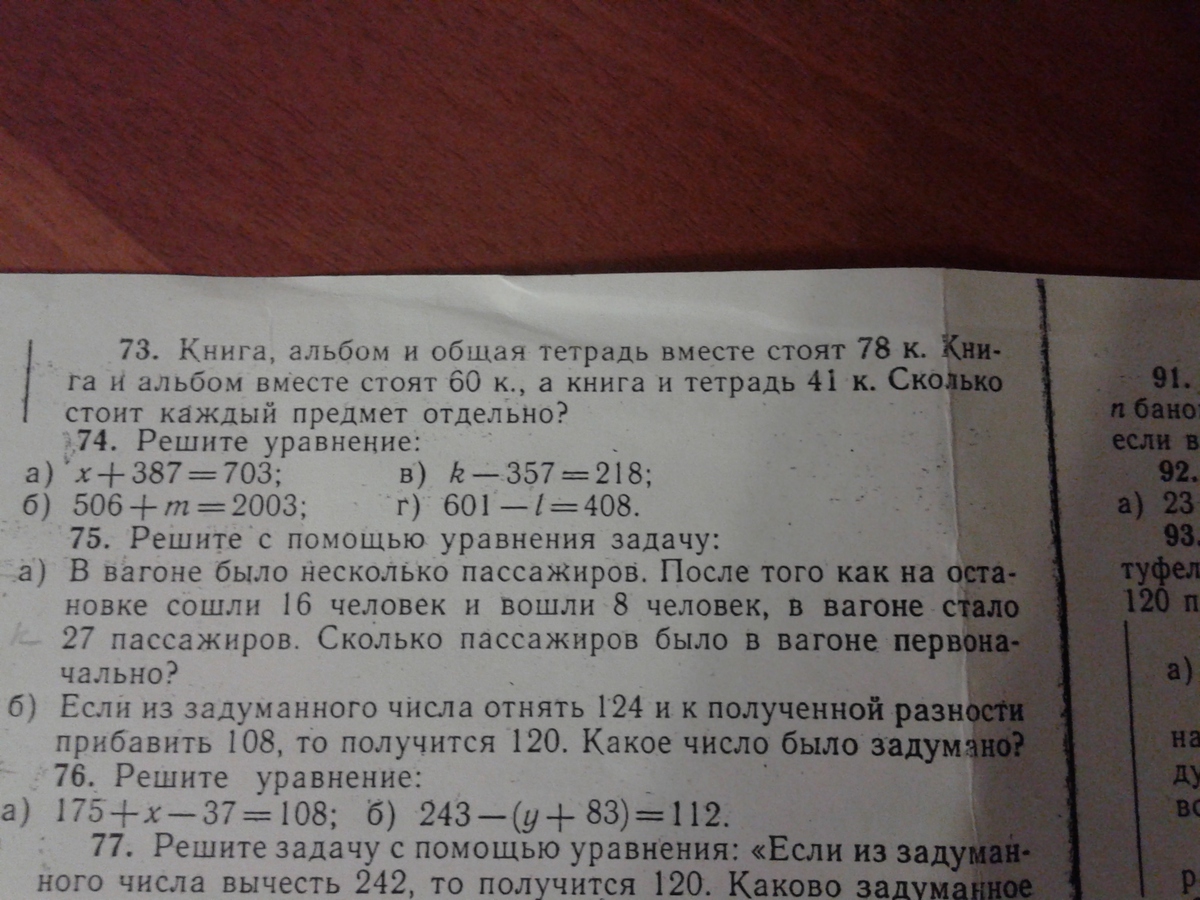 73. Книга, альбом и общая тетрадь вместе стоят 78 к. Кни-
га и альбом вместе стоят 60 к., а книга и тетрадь 41 к. Сколько
стоит каждый предмет отдельно?
74. Решите уравнение:
а) x+387=703; в) k—357=218;
б) 506+m=2003; г) 601—l=408.
75. Решите с помощью уравнения задачу:
а) В вагоне было несколько пассажиров. После того как на оста-
новке сошли 16 человек и вошли 8 человек, в вагоне стало
27 пассажиров. Сколько пассажиров было в вагоне первона-
чально?
б) Если из задуманного числа отнять 124 и к полученной разности
прибавить 108, то получится 120. Какое число было задумано?
76. Решите уравнение:
а) 175+x—37=108; б) 243—(y+83)=112.
77. Решите задачу с помощью уравнения: «Если из задуман-
ного числа вычесть 242, то получится 120. Каково задуманное
91.
n
если в
92.
а) 23
93.
120
а)